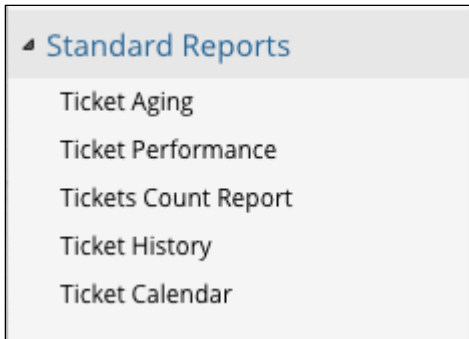 Standard Reports
Ticket Aging
Ticket Performance
Tickets Count Report
Ticket History
Ticket Calendar